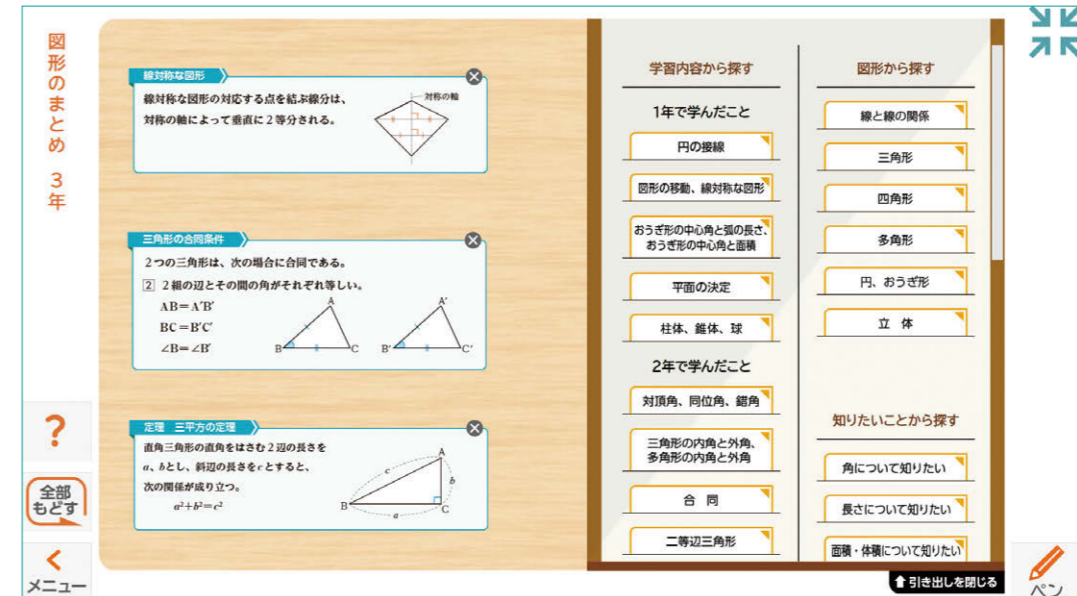 図形のまとめ 3年
線対称な図形
線対称な図形の対応する点を結ぶ線分は、
対称の軸によって垂直に2等分される。
対称の軸
三角形の合同条件
2つの三角形は、次の場合に合同である。
2 2組の辺とその間の角がそれぞれ等しい。
AB=A′B′
BC=B′C′
∠B=∠B′
A
B
C
A′
B′
C′
定理 三平方の定理
直角三角形の直角をはさむ2辺の長さを
a、bとし、斜辺の長さをcとすると、
次の関係が成り立つ。
a²+b²=c²
A
c
b
B
a
C
学習内容から探す
1年で学んだこと
円の接線
図形の移動、線対称な図形
おうぎ形の中心角と弧の長さ、
おうぎ形の中心角と面積
平面の決定
柱体、錐体、球
2年で学んだこと
対頂角、同位角、錯角
三角形の内角と外角、
多角形の内角と外角
合 同
二等辺三角形
図形から探す
線と線の関係
三角形
四角形
多角形
円、おうぎ形
立 体
知りたいことから探す
角について知りたい
長さについて知りたい
面積・体積について知りたい
引き出しを閉じる
?
全部
もどす
メニュー
ペン